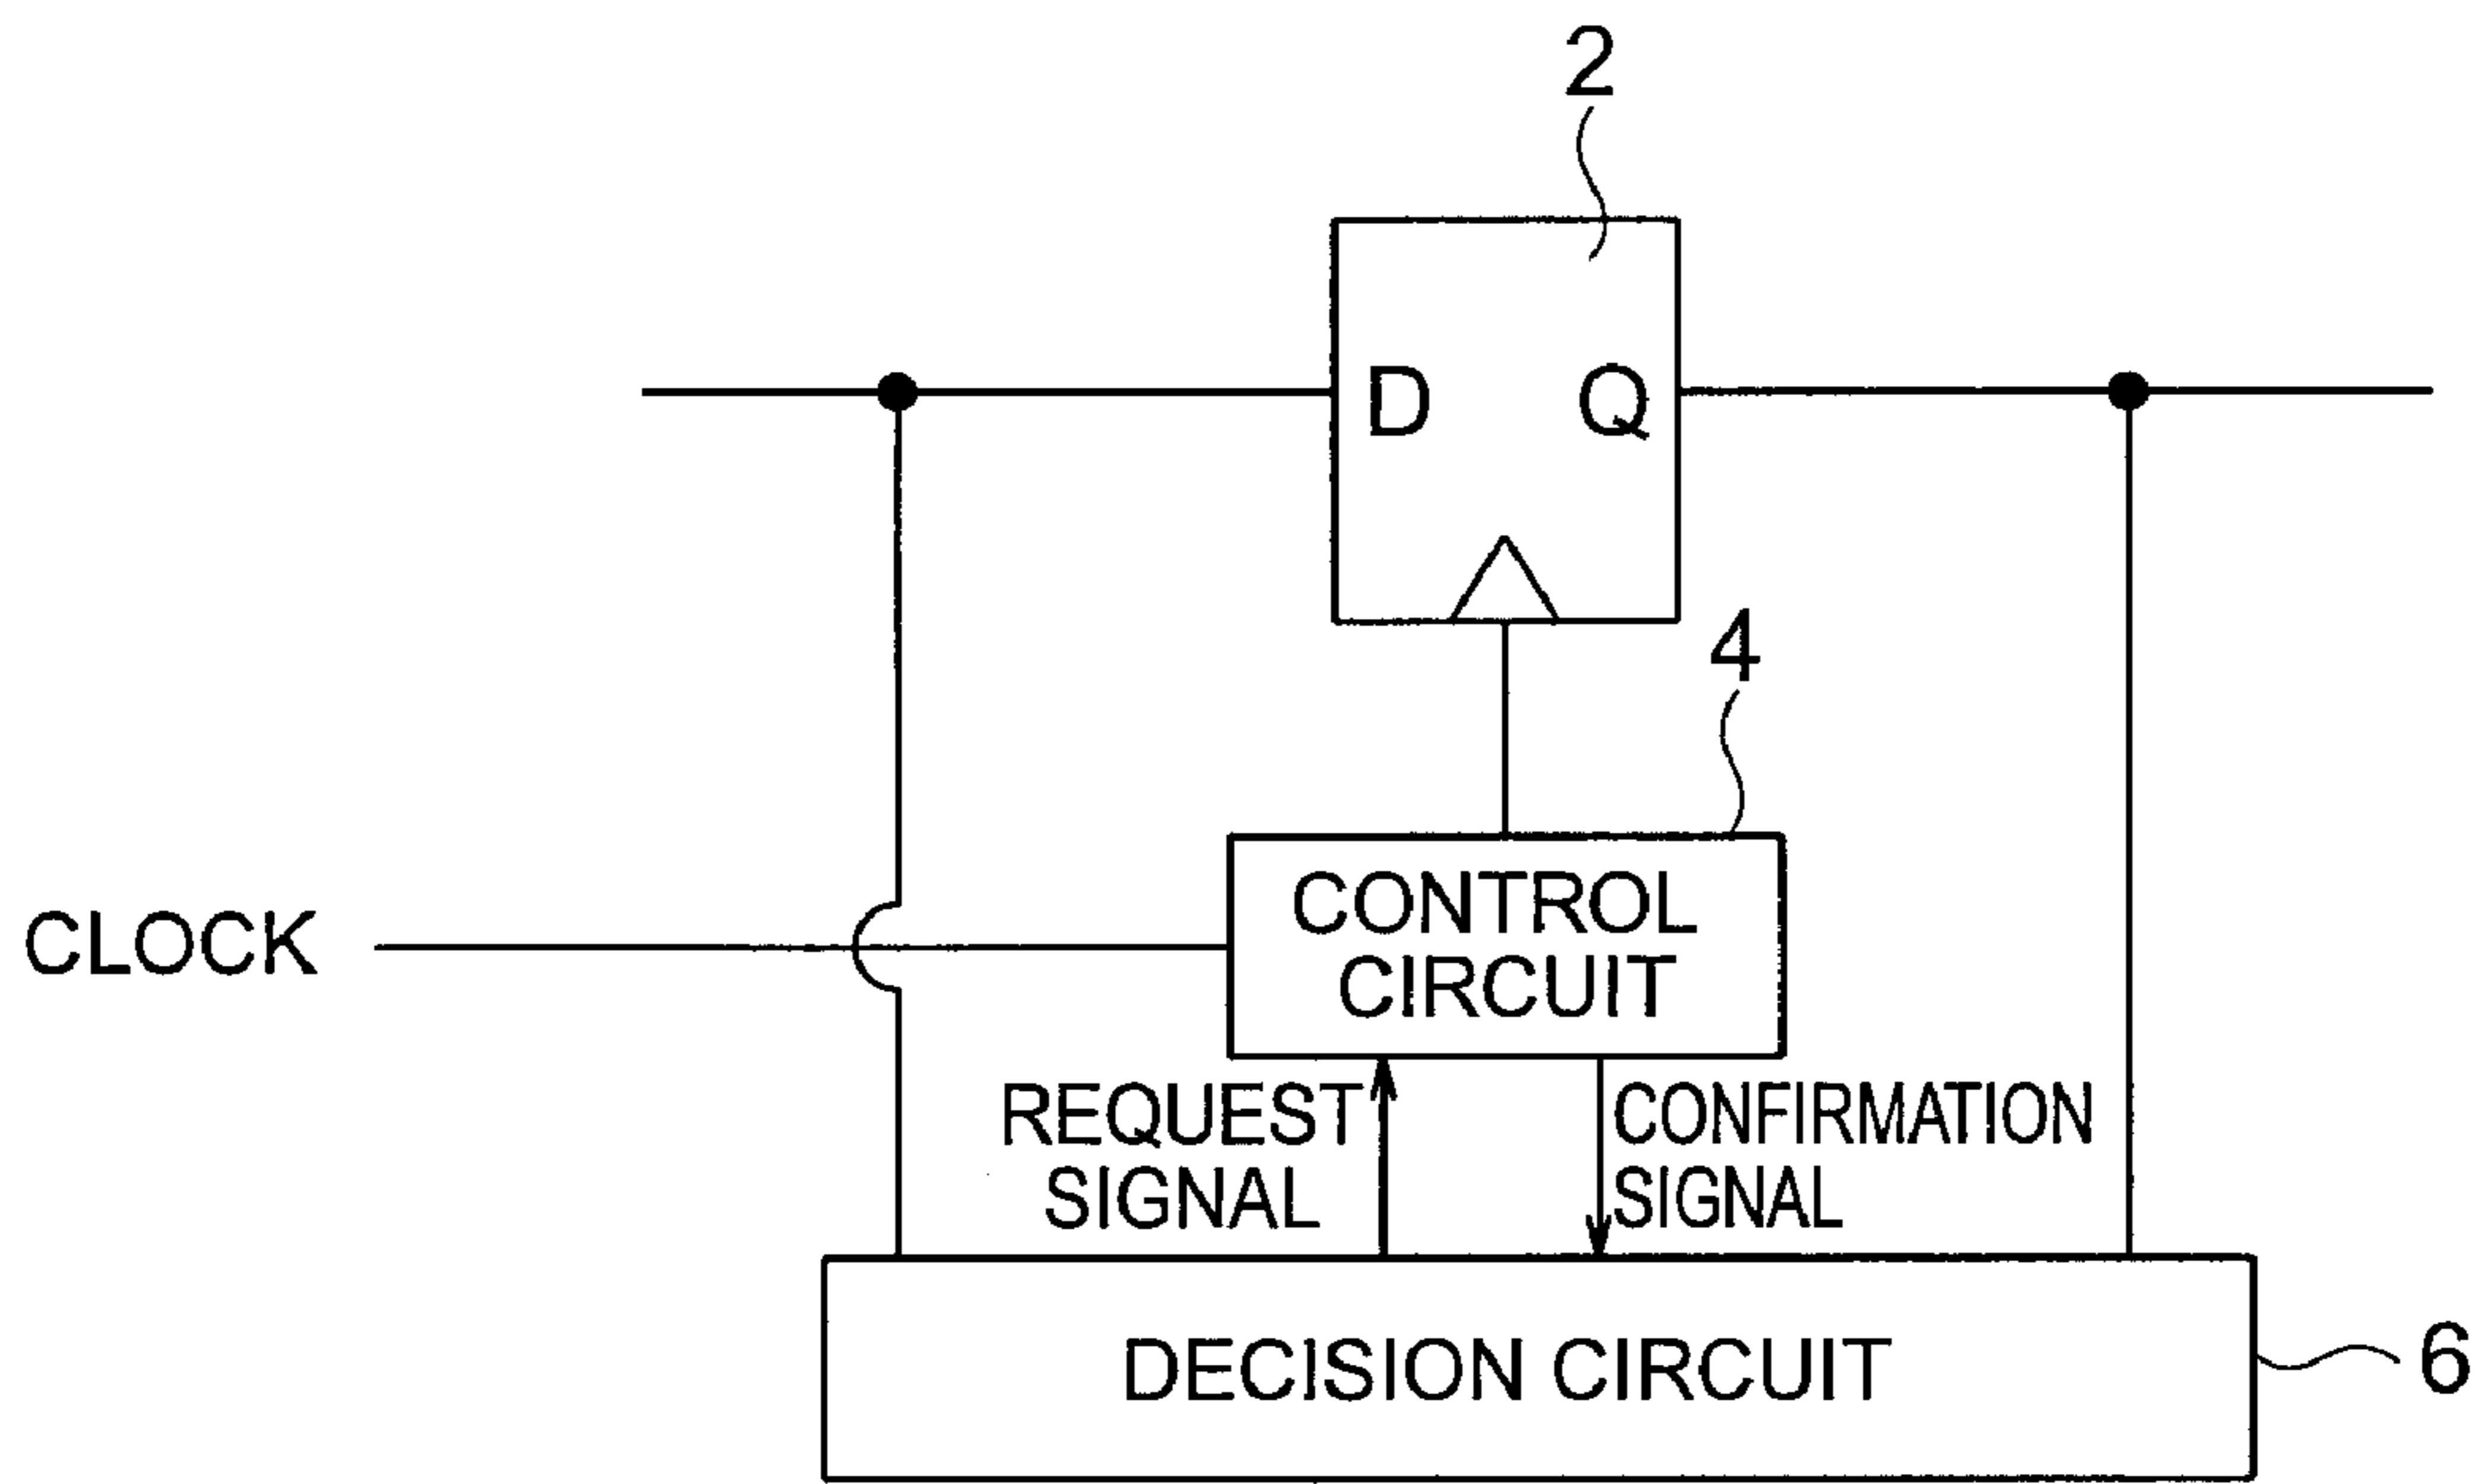 2
D Q
4
CLOCK
CONTROL
CIRCUIT
REQUEST
SIGNAL
CONFIRMATION
SIGNAL
DECISION CIRCUIT
6